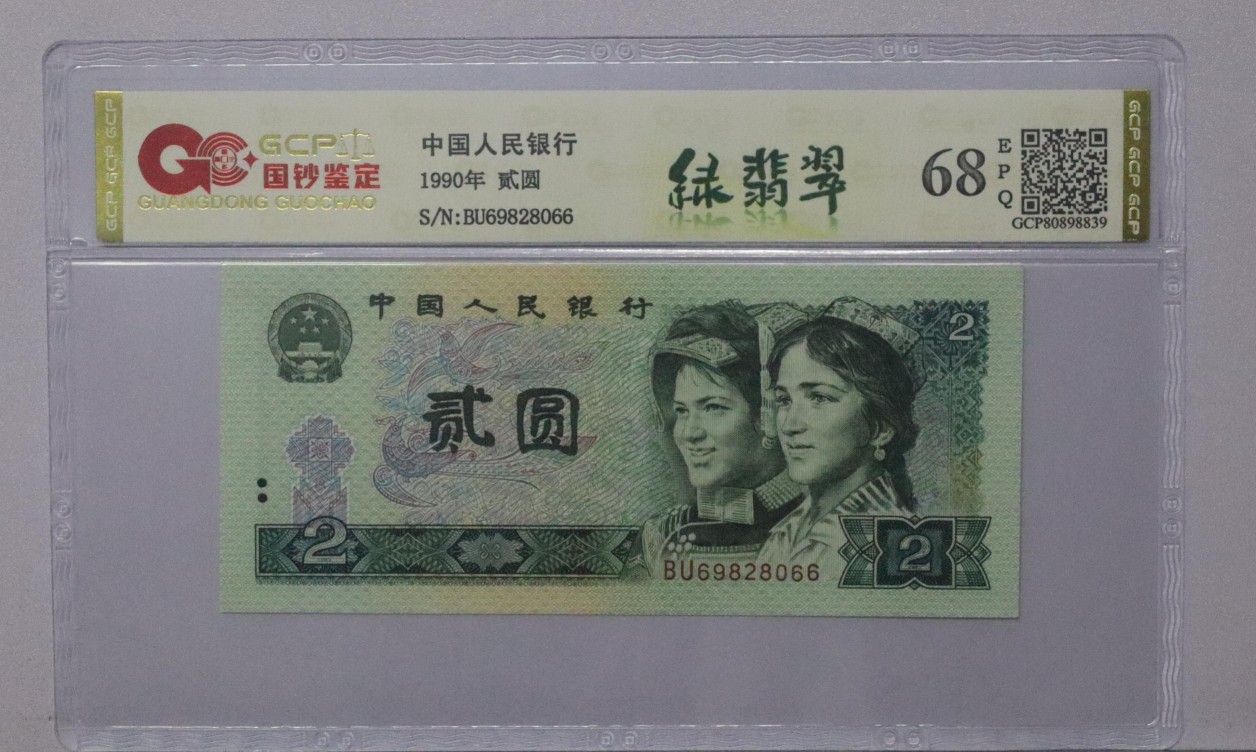 GCP GCP GCP
GCP
国钞鉴定
GUANGDONG GUOCHAO
中国人民银行
1990年 贰圆
S/N:BU69828066
绿翡翠
68
E
P
Q
GCP80898839
GCP GCP GCP
中国人民银行
2
贰圆
2
BU69828066
2